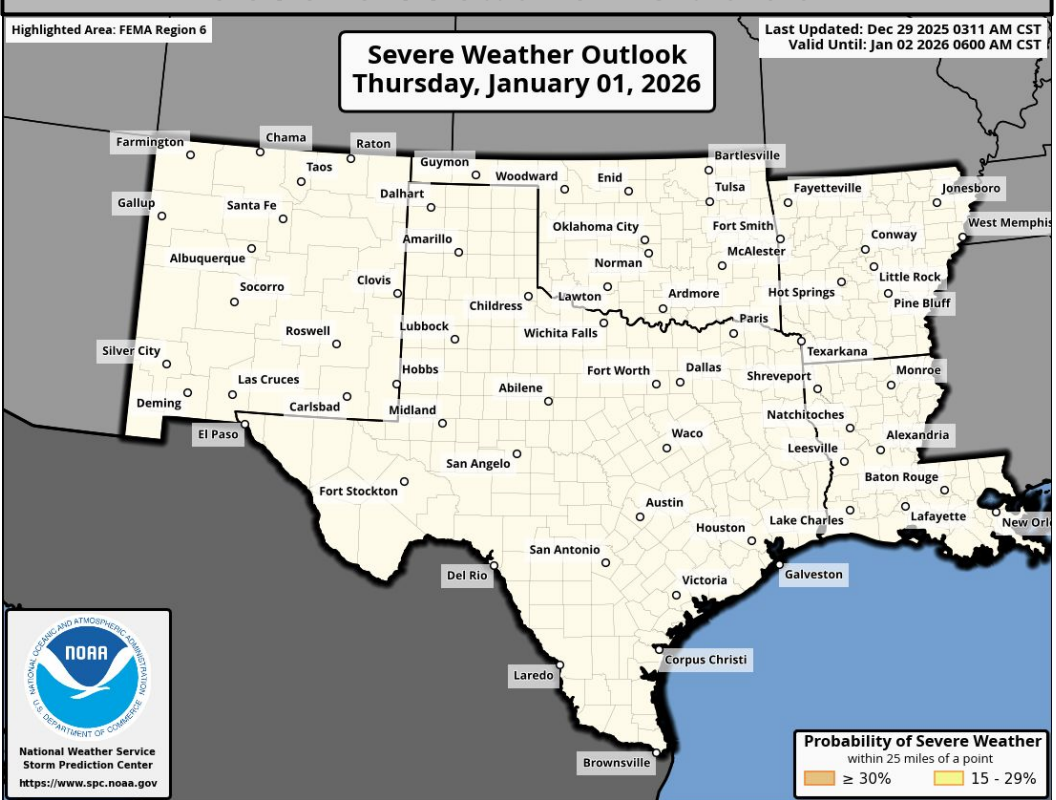 Highlighted Area: FEMA Region 6
Last Updated: Dec 29 2025 0311 AM CST
Valid Until: Jan 02 2026 0600 AM CST
Severe Weather Outlook
Thursday, January 01, 2026
Farmington
Chama
Raton
Taos
Guymon
Woodward
Enid
Bartlesville
Tulsa
Fayetteville
Jonesboro
Gallup
Santa Fe
Dalhart
West Memphis
Oklahoma City
Fort Smith
Conway
Amarillo
Albuquerque
Norman
McAlester
Little Rock
Socorro
Clovis
Childress
Lawton
Ardmore
Hot Springs
Pine Bluff
Roswell
Lubbock
Wichita Falls
Paris
Silver City
Texarkana
Las Cruces
Hobbs
Fort Worth
Dallas
Shreveport
Monroe
Deming
Carlsbad
Midland
Abilene
Natchitoches
El Paso
Waco
Leesville
Alexandria
San Angelo
Fort Stockton
Baton Rouge
Austin
Houston
Lake Charles
Lafayette
New Orl
San Antonio
Del Rio
Victoria
Galveston
Laredo
Corpus Christi
Brownsville
NATIONAL OCEANIC AND ATMOSPHERIC ADMINISTRATION
NOAA
U.S. DEPARTMENT OF COMMERCE
National Weather Service
Storm Prediction Center
https://www.spc.noaa.gov
Probability of Severe Weather
within 25 miles of a point
≥ 30%
15 - 29%